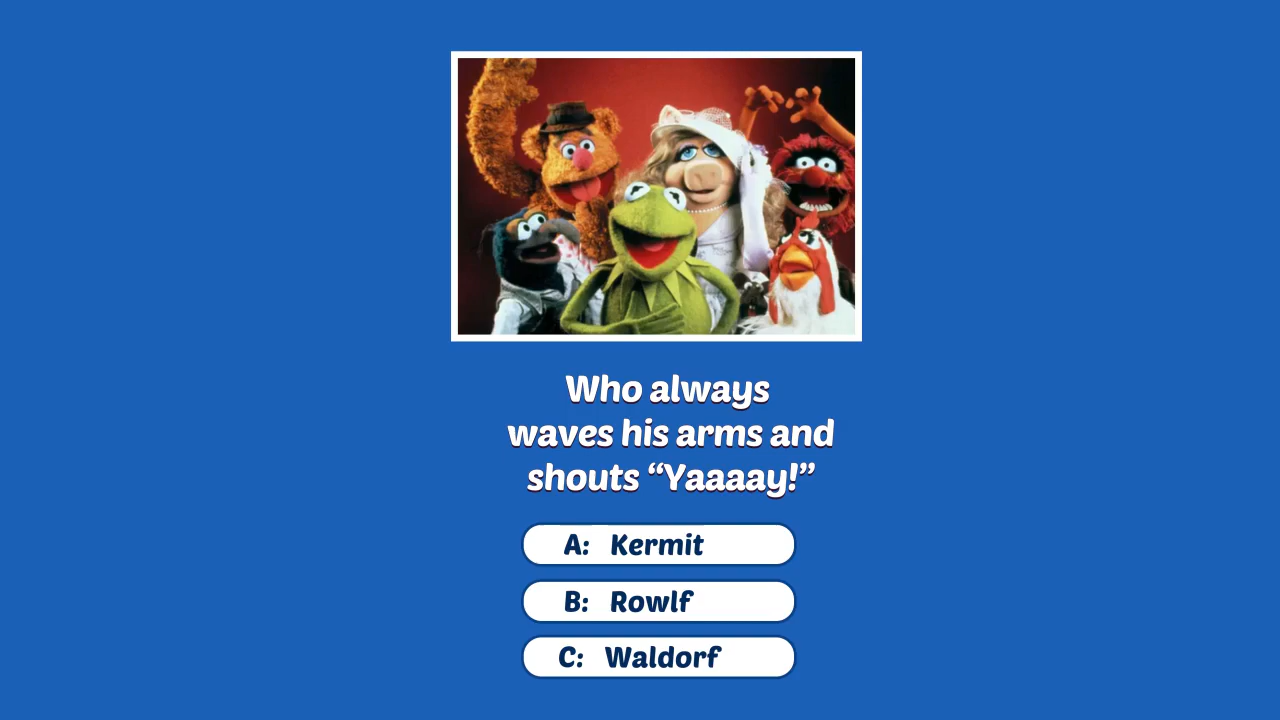 Who always
waves his arms and
shouts “Yaaaay!”
A: Kermit
B: Rowlf
C: Waldorf